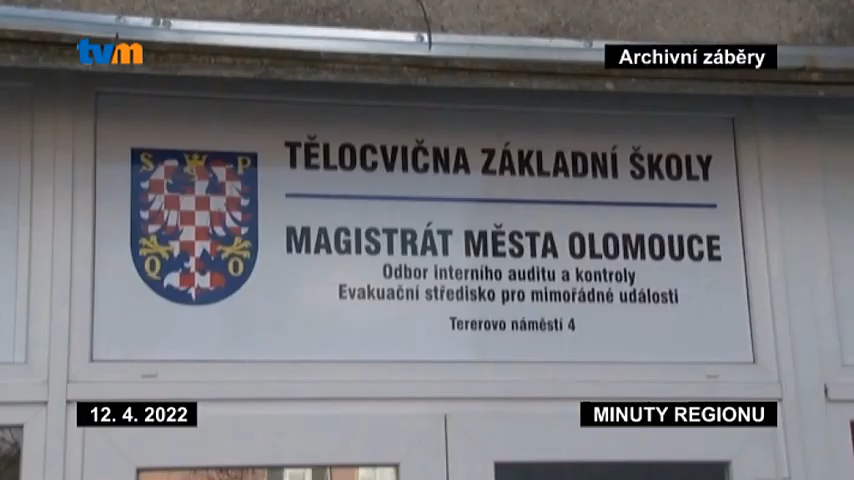 tvm
Archivní záběry
S P
Q O
TĚLOCVIČNA ZÁKLADNÍ ŠKOLY
MAGISTRÁT MĚSTA OLOMOUCE
Odbor interního auditu a kontroly
Evakuační středisko pro mimořádné události
Tererovo náměstí 4
12. 4. 2022
MINUTY REGIONU